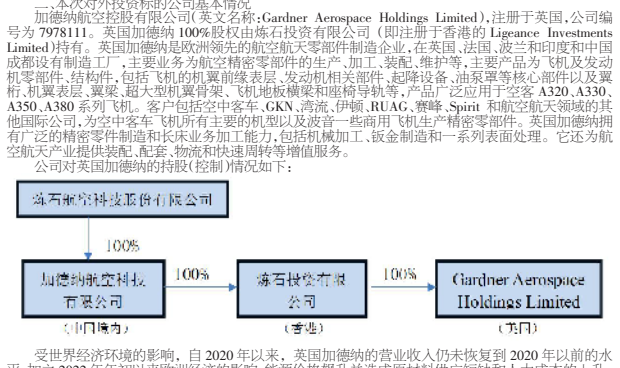 二、本次对外投资标的公司基本情况
加德纳航空控股有限公司(英文名称:Gardner Aerospace Holdings Limited),注册于英国,公司编
号为 7978111。英国加德纳 100%股权由炼石投资有限公司 (即注册于香港的 Ligeance Investments
Limited)持有。英国加德纳是欧洲领先的航空航天零部件制造企业,在英国、法国、波兰和印度和中国
成都设有制造工厂,主要业务为航空精密零部件的生产、加工、装配、维护等,主要产品为飞机及发动
机零部件、结构件,包括飞机的机翼前缘表层、发动机相关部件、起降设备、油泵罩等核心部件以及翼
桁、机翼表层、翼梁、超大型机翼骨架、飞机地板横梁和座椅导轨等,产品广泛应用于空客 A320、A330、
A350、A380 系列飞机。客户包括空中客车、GKN、湾流、伊顿、RUAG、赛峰、Spirit 和航空航天领域的其
他国际公司,为空中客车飞机所有主要的机型以及波音一些商用飞机生产精密零部件。英国加德纳拥
有广泛的精密零件制造和长床业务加工能力,包括机械加工、钣金制造和一系列表面处理。它还为航
空航天产业提供装配、配套、物流和快速周转等增值服务。
公司对英国加德纳的持股(控制)情况如下:
炼石航空科技股份有限公司
100%
加德纳航空科技
有限公司
(中国境内)
100%
炼石投资有限
公司
(香港)
100%
Gardner Aerospace
Holdings Limited
(英国)
受世界经济环境的影响，自 2020 年以来，英国加德纳的营业收入仍未恢复到 2020 年以前的水